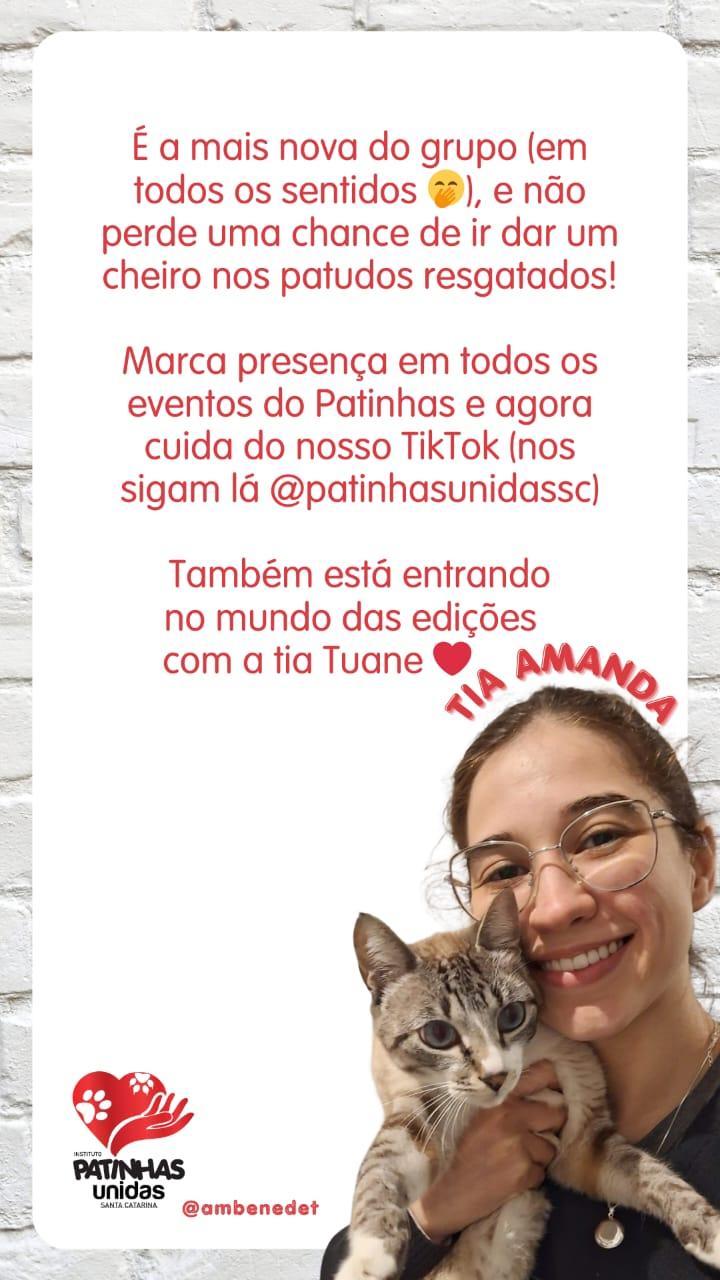 É a mais nova do grupo (em
todos os sentidos 🤭), e não
perde uma chance de ir dar um
cheiro nos patudos resgatados!
Marca presença em todos os
eventos do Patinhas e agora
cuida do nosso TikTok (nos
sigam lá @patinhasunidassc)
Também está entrando
no mundo das edições
com a tia Tuane ❤️
TIA AMANDA
INSTITUTO
PATINHAS
unidas
SANTA CATARINA
@ambenedet